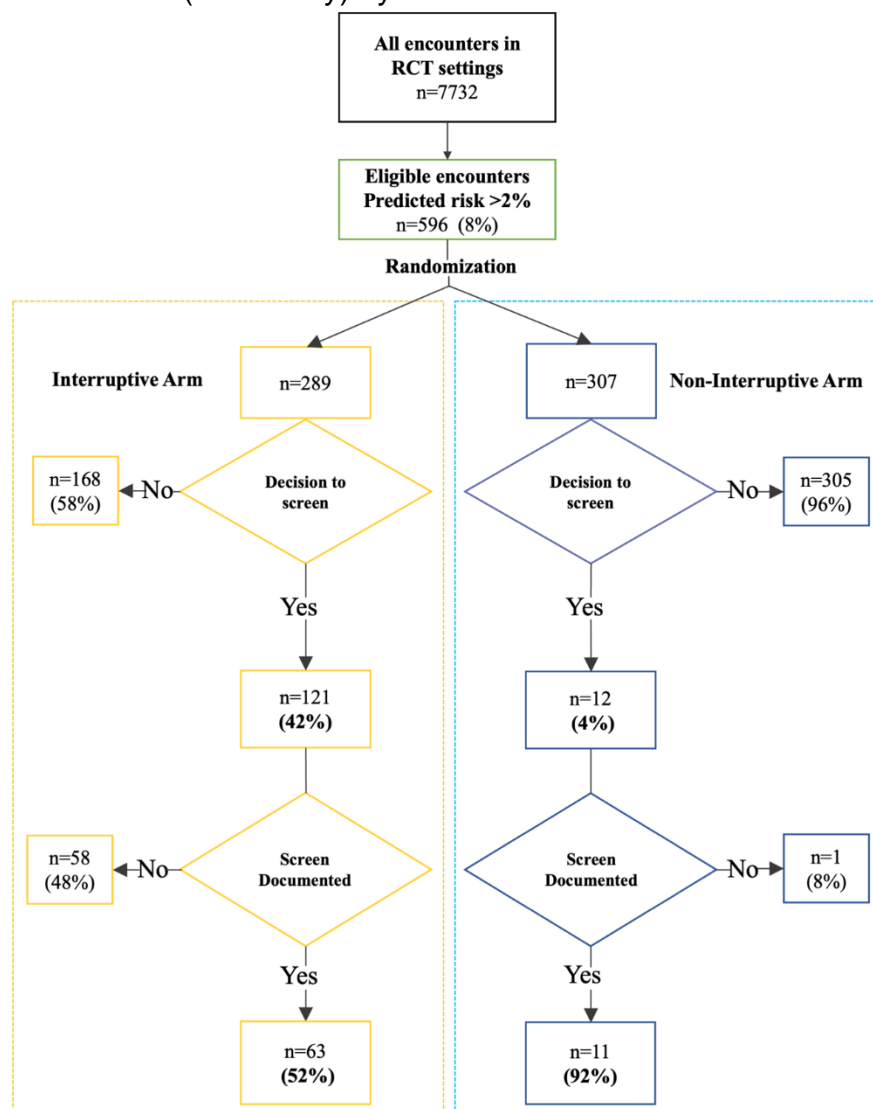 All encounters in
RCT settings
n=7732
Eligible encounters
Predicted risk >2%
n=596 (8%)
Randomization
Interruptive Arm
n=289
n=307
Non-Interruptive Arm
n=168
(58%)
No
Decision to
screen
Decision to
screen
No
n=305
(96%)
Yes
Yes
n=121
(42%)
n=12
(4%)
n=58
(48%)
No
Screen
Documented
Screen
Documented
No
n=1
(8%)
Yes
Yes
n=63
(52%)
n=11
(92%)